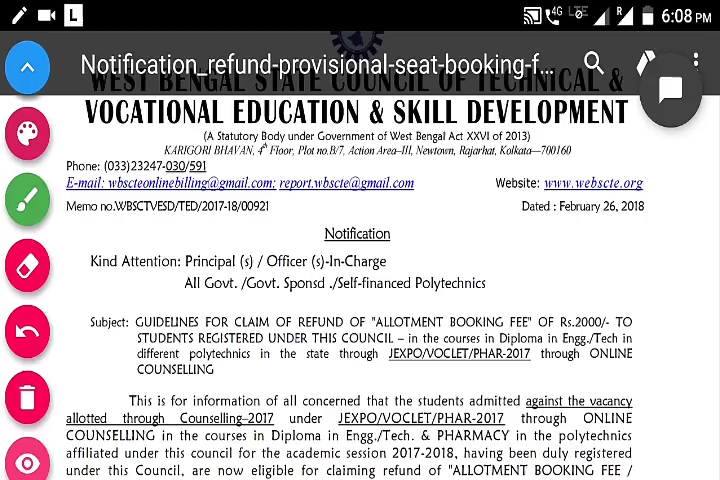 L
4G LTE R 6:08 PM
Notification_refund-provisional-seat-booking-f...
WEST BENGAL STATE COUNCIL OF TECHNICAL &
VOCATIONAL EDUCATION & SKILL DEVELOPMENT
(A Statutory Body under Government of West Bengal Act XXVI of 2013)
KARIGORI BHAVAN, 4th Floor, Plot no.B/7, Action Area–III, Newtown, Rajarhat, Kolkata—700160
Phone: (033)23247-030/591
E-mail: wbscteonlinebilling@gmail.com; report.wbscte@gmail.com Website: www.webscte.org
Memo no.WBSCTVESD/TED/2017-18/00921 Dated : February 26, 2018
Notification
Kind Attention: Principal (s) / Officer (s)-In-Charge
All Govt. /Govt. Sponsd ./Self-financed Polytechnics
Subject: GUIDELINES FOR CLAIM OF REFUND OF "ALLOTMENT BOOKING FEE" OF Rs.2000/- TO
STUDENTS REGISTERED UNDER THIS COUNCIL – in the courses in Diploma in Engg./Tech in
different polytechnics in the state through JEXPO/VOCLET/PHAR-2017 through ONLINE
COUNSELLING
This is for information of all concerned that the students admitted against the vacancy
allotted through Counselling–2017 under JEXPO/VOCLET/PHAR-2017 through ONLINE
COUNSELLING in the courses in Diploma in Engg./Tech. & PHARMACY in the polytechnics
affiliated under this council for the academic session 2017-2018, having been duly registered
under this Council, are now eligible for claiming refund of "ALLOTMENT BOOKING FEE /